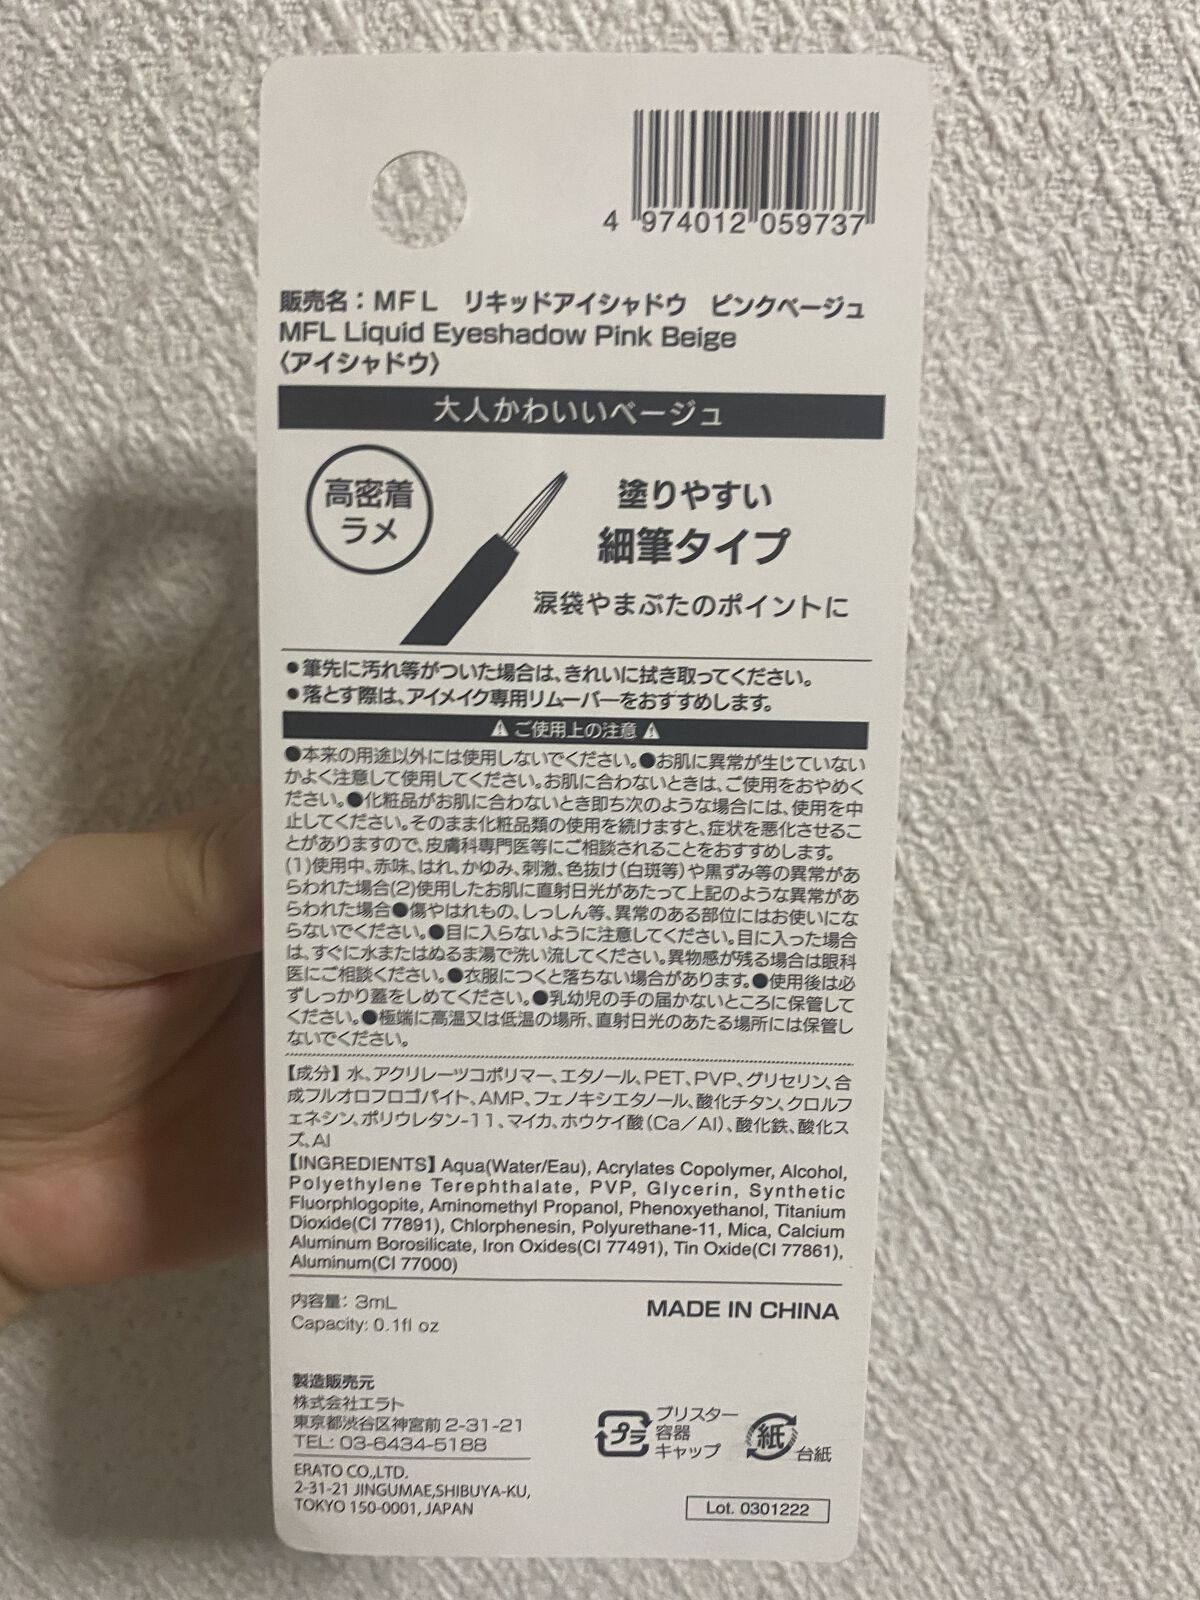 4 974012 059737
販売名：MFL リキッドアイシャドウ ピンクベージュ
MFL Liquid Eyeshadow Pink Beige
〈アイシャドウ〉
大人かわいいベージュ
高密着
ラメ
塗りやすい
細筆タイプ
涙袋やまぶたのポイントに
●筆先に汚れ等がついた場合は、きれいに拭き取ってください。
●落とす際は、アイメイク専用リムーバーをおすすめします。
⚠ご使用上の注意⚠
●本来の用途以外には使用しないでください。●お肌に異常が生じていない
かよく注意して使用してください。お肌に合わないときは、ご使用をおやめく
ださい。●化粧品がお肌に合わないとき即ち次のような場合には、使用を中
止してください。そのまま化粧品類の使用を続けますと、症状を悪化させるこ
とがありますので、皮膚科専門医等にご相談されることをおすすめします。
(1)使用中、赤味、はれ、かゆみ、刺激、色抜け（白斑等）や黒ずみ等の異常があ
らわれた場合(2)使用したお肌に直射日光があたって上記のような異常があ
らわれた場合●傷やはれもの、しっしん等、異常のある部位にはお使いにな
らないでください。●目に入らないように注意してください。目に入った場合
は、すぐに水またはぬるま湯で洗い流してください。異物感が残る場合は眼科
医にご相談ください。●衣服につくと落ちない場合があります。●使用後は必
ずしっかり蓋をしめてください。●乳幼児の手の届かないところに保管して
ください。●極端に高温又は低温の場所、直射日光のあたる場所には保管し
ないでください。
【成分】水、アクリレーツコポリマー、エタノール、PET、PVP、グリセリン、合
成フルオロフロゴパイト、AMP、フェノキシエタノール、酸化チタン、クロルフ
ェネシン、ポリウレタン-11、マイカ、ホウケイ酸(Ca／Al)、酸化鉄、酸化ス
ズ、Al
【INGREDIENTS】Aqua(Water/Eau), Acrylates Copolymer, Alcohol,
Polyethylene Terephthalate, PVP, Glycerin, Synthetic
Fluorphlogopite, Aminomethyl Propanol, Phenoxyethanol, Titanium
Dioxide(CI 77891), Chlorphenesin, Polyurethane-11, Mica, Calcium
Aluminum Borosilicate, Iron Oxides(CI 77491), Tin Oxide(CI 77861),
Aluminum(CI 77000)
内容量：3mL
Capacity: 0.1fl oz
MADE IN CHINA
製造販売元
株式会社エラト
東京都渋谷区神宮前 2-31-21
TEL: 03-6434-5188
ERATO CO.,LTD.
2-31-21 JINGUMAE,SHIBUYA-KU,
TOKYO 150-0001, JAPAN
プラ
ブリスター
容器
キャップ
紙
台紙
Lot. 0301222